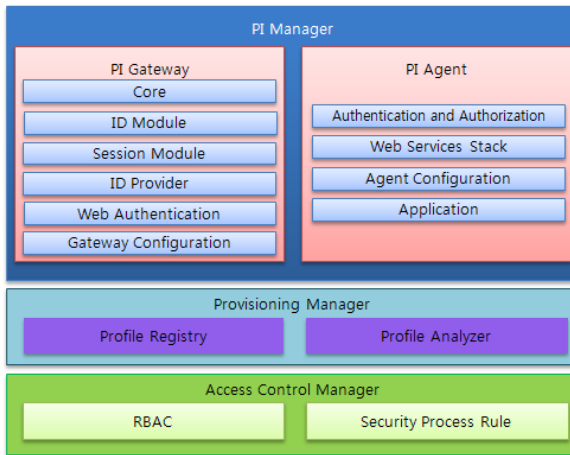 PI Manager
PI Gateway
Core
ID Module
Session Module
ID Provider
Web Authentication
Gateway Configuration
PI Agent
Authentication and Authorization
Web Services Stack
Agent Configuration
Application
Provisioning Manager
Profile Registry
Profile Analyzer
Access Control Manager
RBAC
Security Process Rule